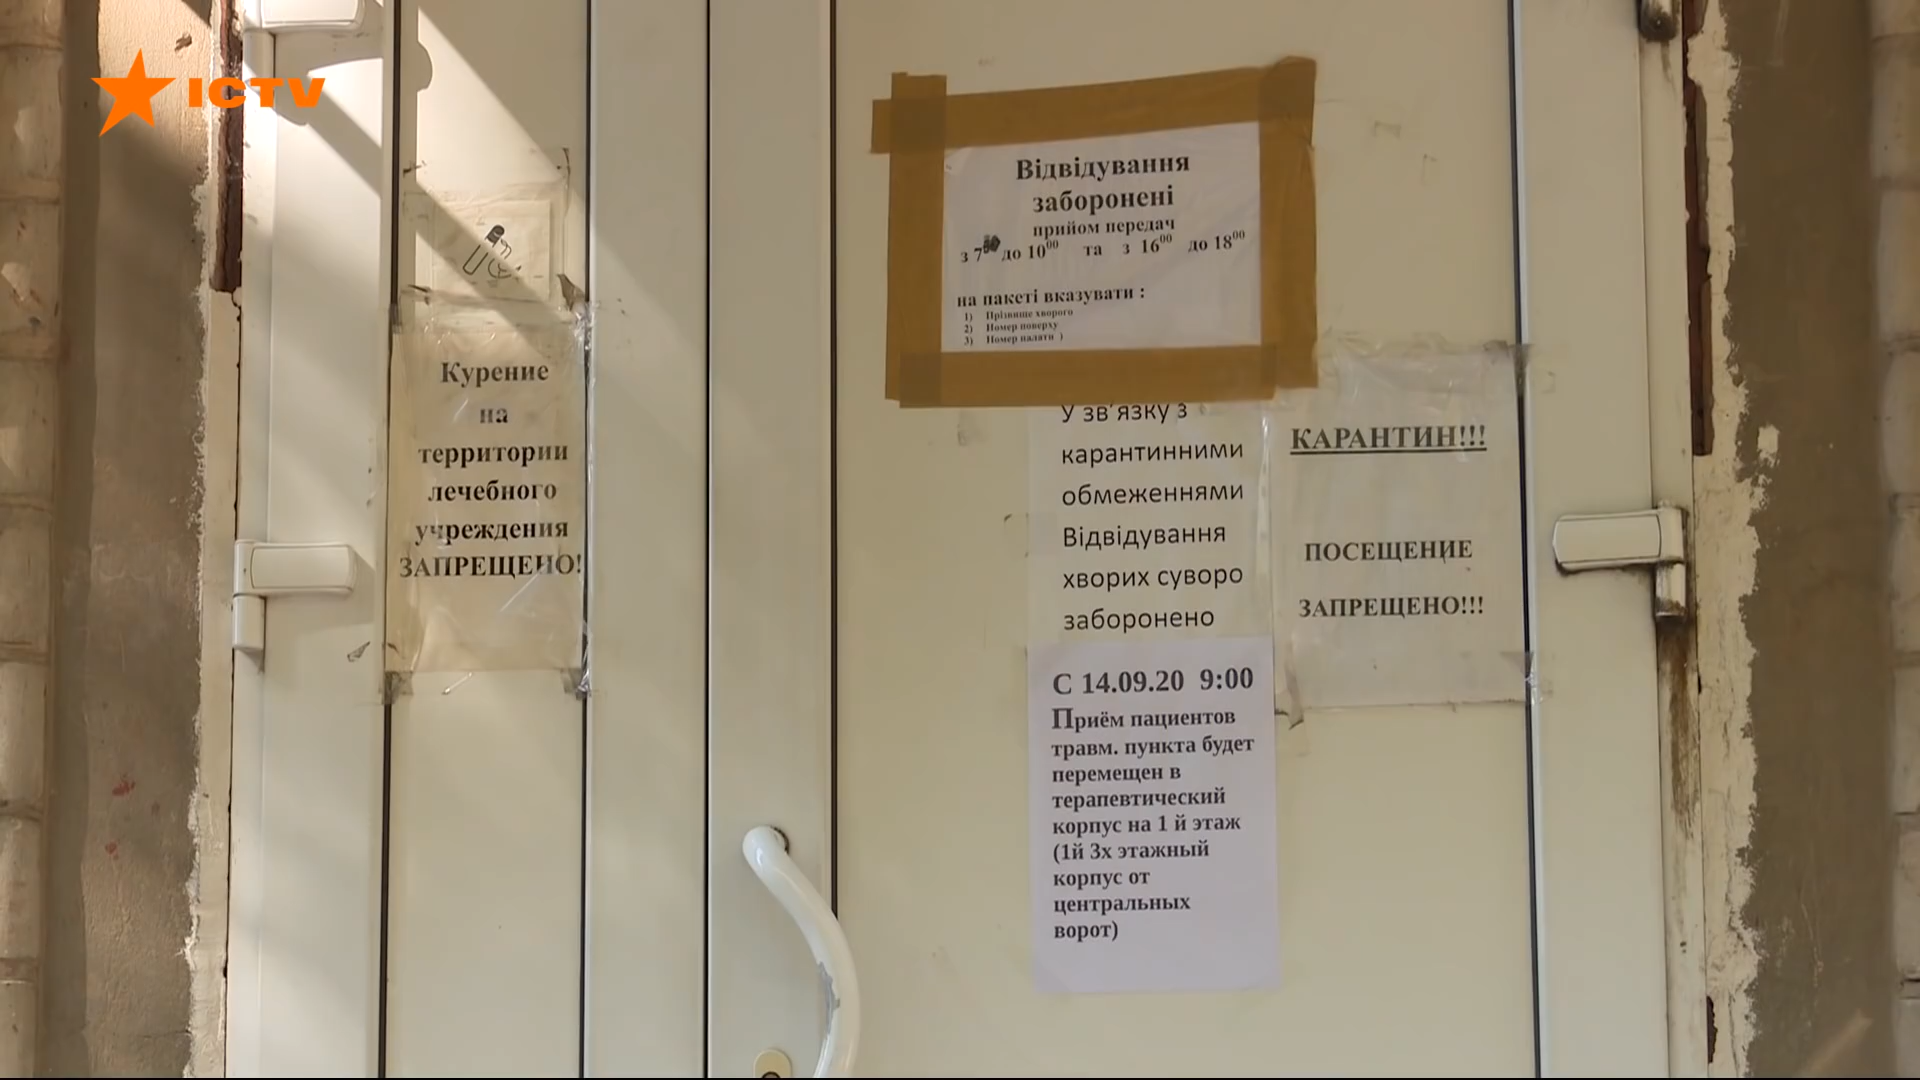 ICTV
Відвідування
заборонені
прийом передач
з 7 до 10⁰⁰ та з 16⁰⁰ до 18⁰⁰
на пакеті вказувати :
1) Прізвище хворого
2) Номер поверху
3) Номер палати )
Курение
на
территории
лечебного
учреждения
ЗАПРЕЩЕНО!
У зв’язку з
карантинними
обмеженнями
Відвідування
хворих суворо
заборонено
КАРАНТИН!!!
ПОСЕЩЕНИЕ
ЗАПРЕЩЕНО!!!
С 14.09.20 9:00
Приём пациентов
травм. пункта будет
перемещен в
терапевтический
корпус на 1 й этаж
(1й 3х этажный
корпус от
центральных
ворот)